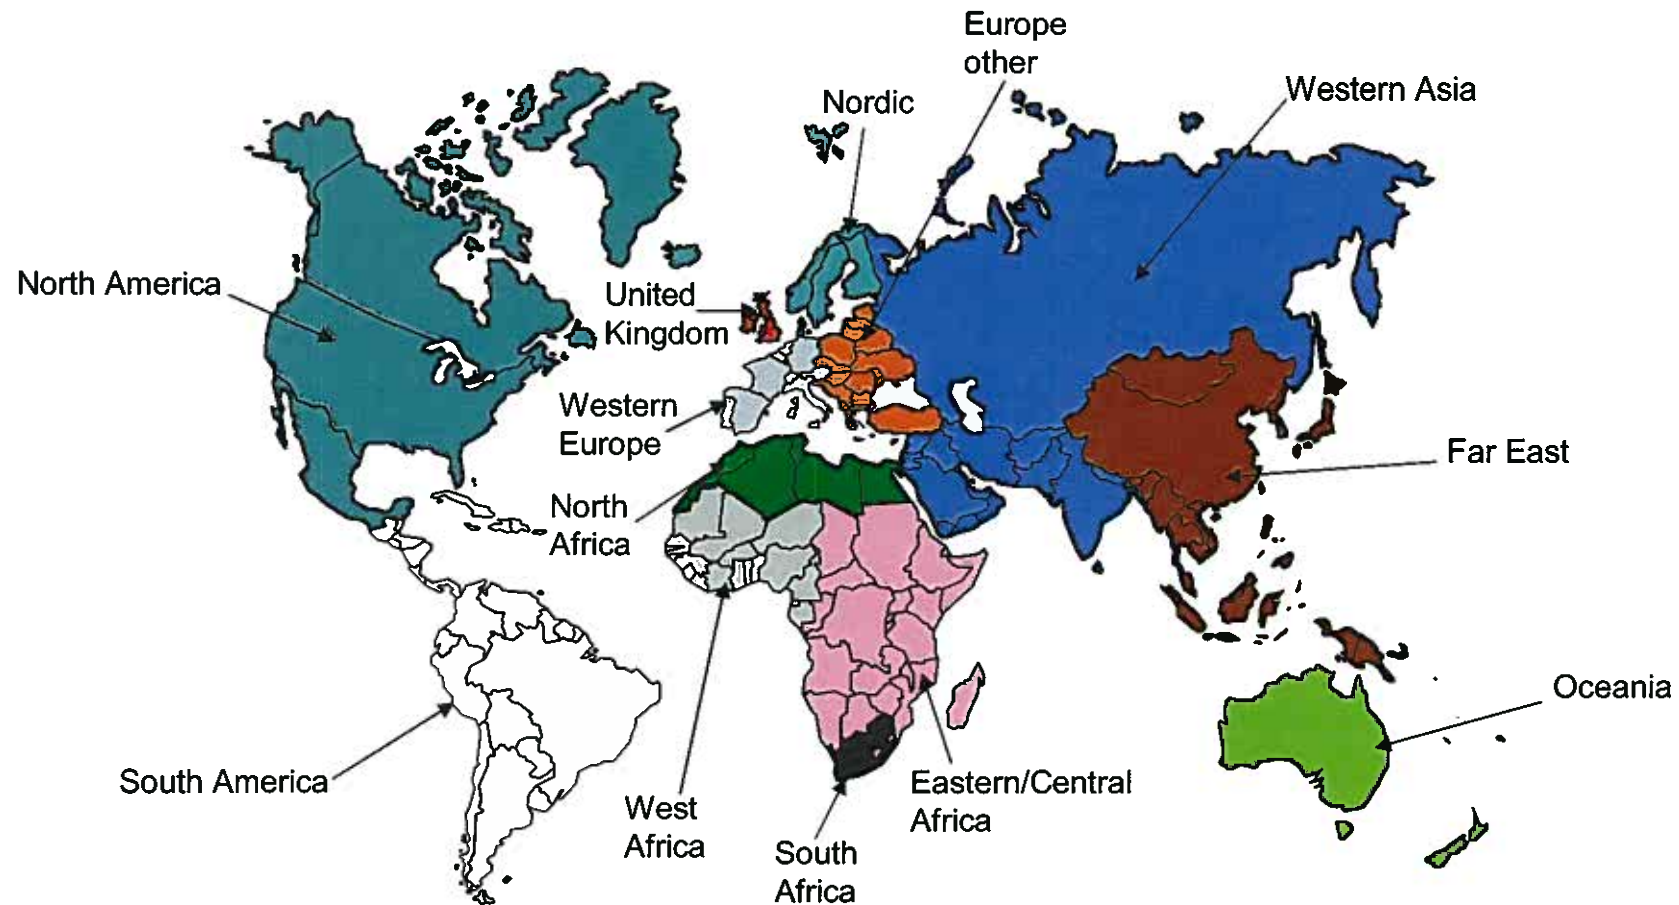 Europe
other
Western Asia
Nordic
North America
United
Kingdom
Western
Europe
Far East
North
Africa
Oceania
South America
Eastern/Central
Africa
West
Africa
South
Africa